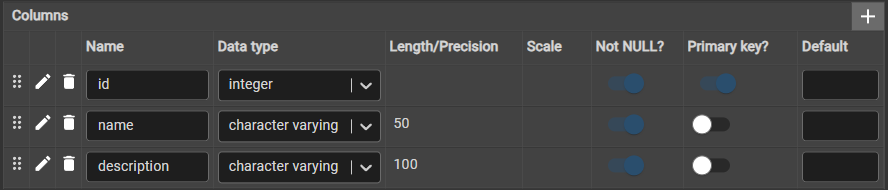 Columns
Name Data type Length/Precision Scale Not NULL? Primary key? Default
id integer
name character varying 50
description character varying 100